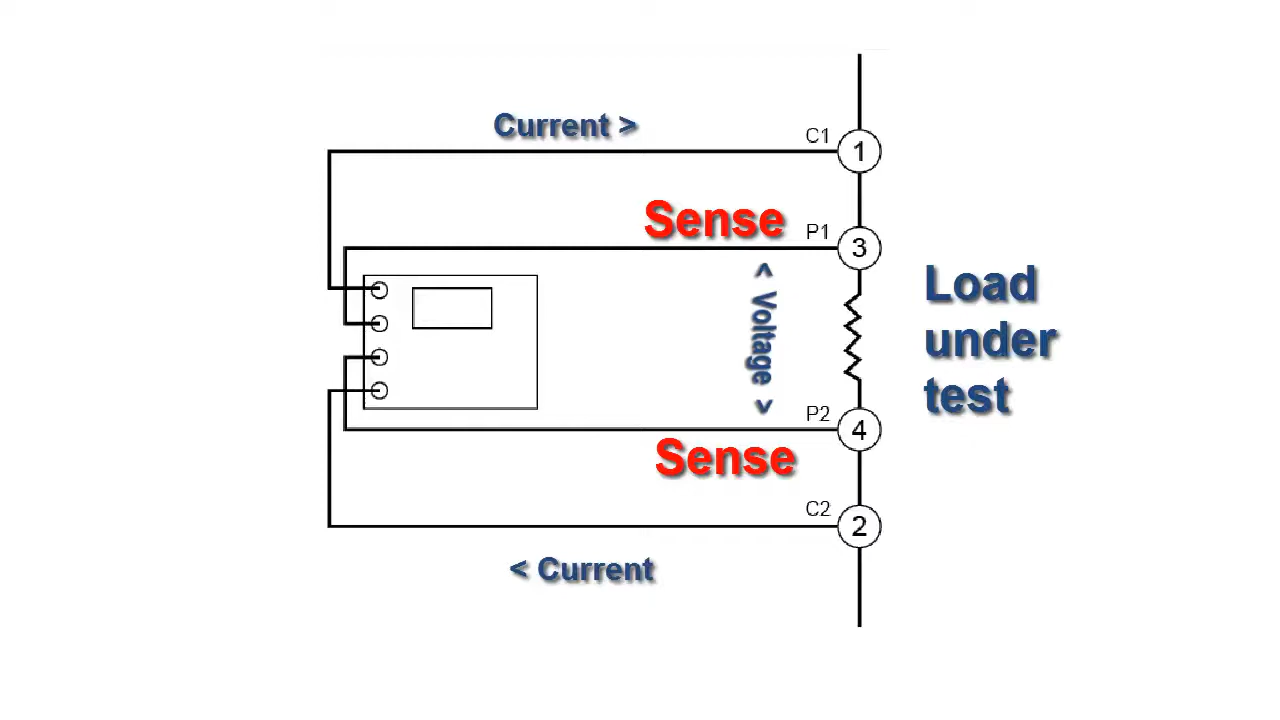 Current >
C1
1
Sense
P1
3
< Voltage >
Load
under
test
P2
4
Sense
C2
2
< Current